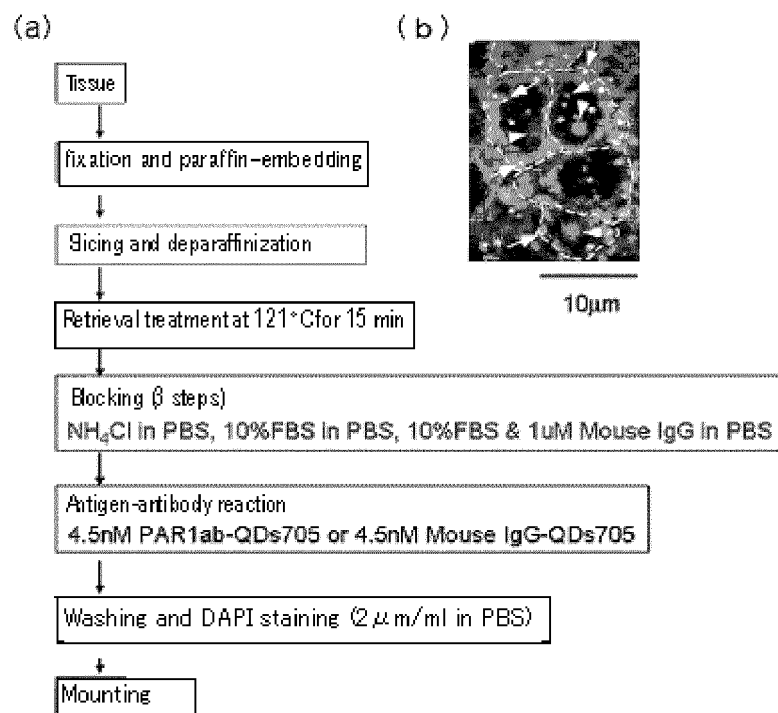 (a)
(b)
Tissue
fixation and paraffin-embedding
Slicing and deparaffinization
Retrieval treatment at 121°C for 15 min
10μm
Blocking (3 steps)
NH₄Cl in PBS, 10%FBS in PBS, 10%FBS & 1uM Mouse IgG in PBS
Antigen-antibody reaction
4.5nM PAR1ab-QDs705 or 4.5nM Mouse IgG-QDs705
Washing and DAPI staining (2μm/ml in PBS)
Mounting